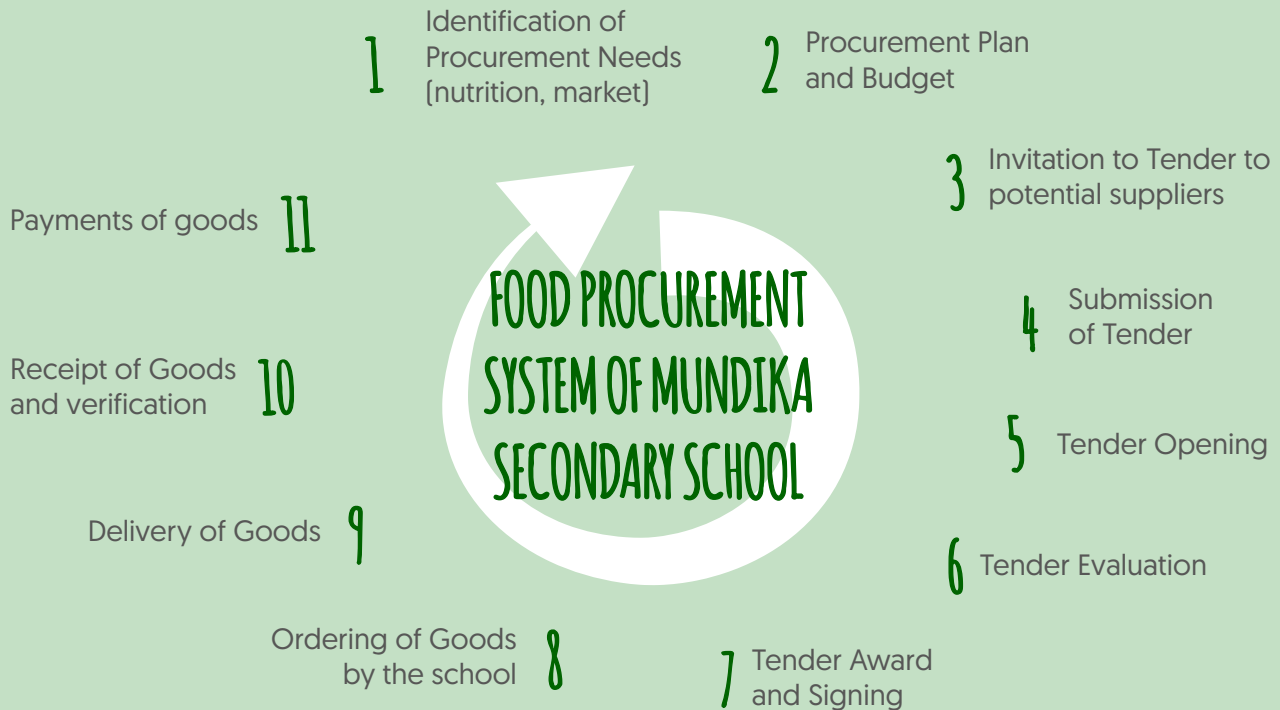 1
Identification of
Procurement Needs
(nutrition, market)
2
Procurement Plan
and Budget
3
Invitation to Tender to
potential suppliers
4
Submission
of Tender
5
Tender Opening
6
Tender Evaluation
7
Tender Award
and Signing
8
Ordering of Goods
by the school
9
Delivery of Goods
10
Receipt of Goods
and verification
11
Payments of goods
FOOD PROCUREMENT
SYSTEM OF MUNDIKA
SECONDARY SCHOOL